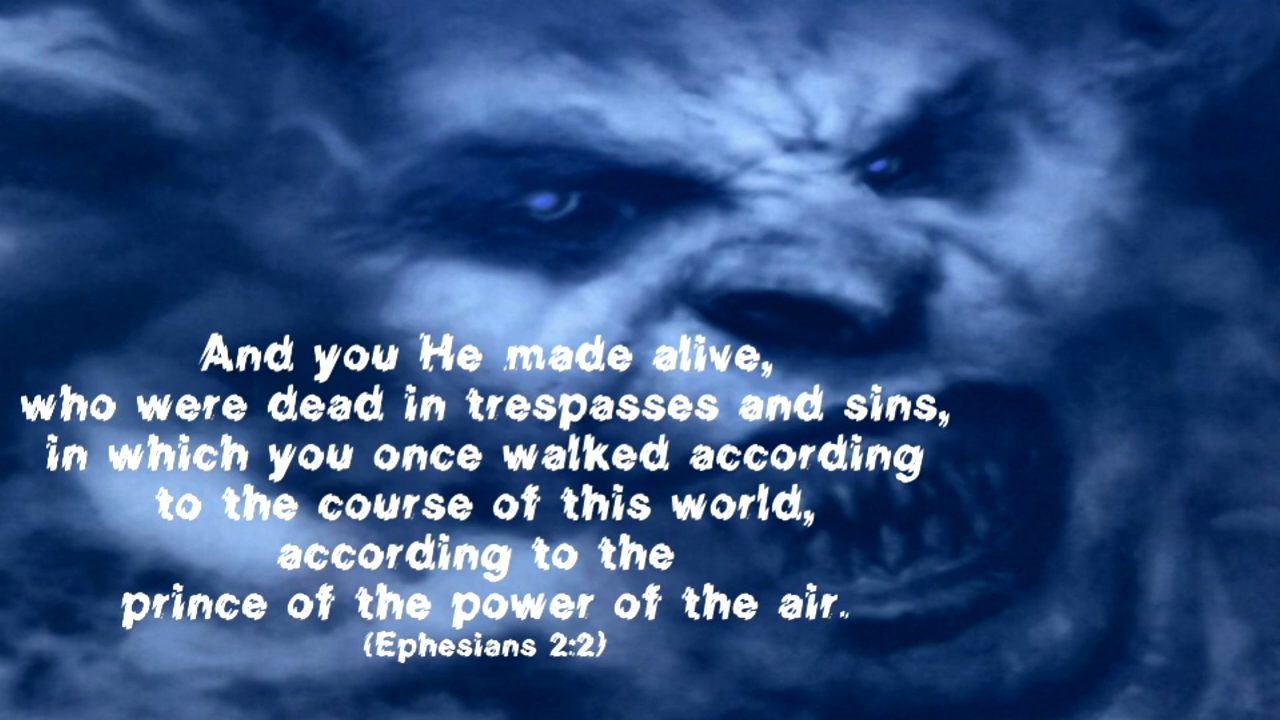 And you He made alive,
who were dead in trespasses and sins,
in which you once walked according
to the course of this world,
according to the
prince of the power of the air.
(Ephesians 2:2)